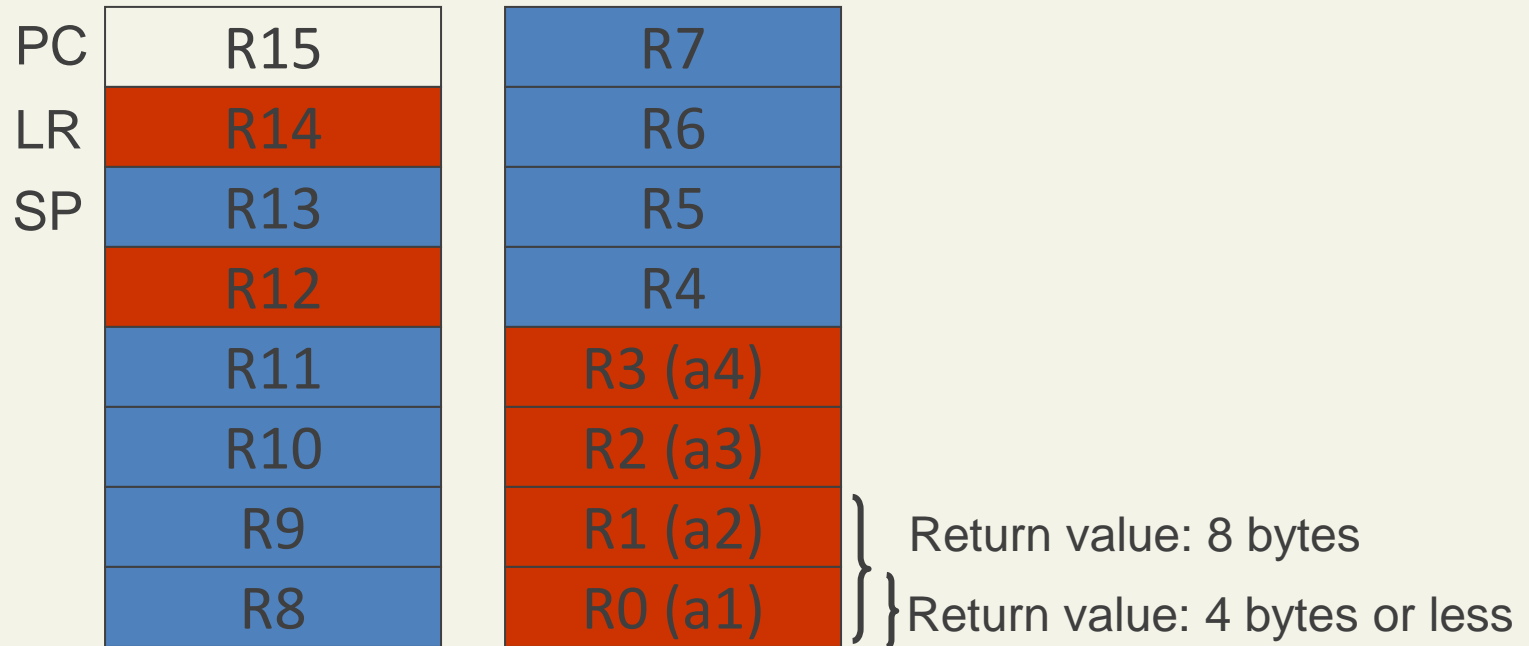 PC R15 R7
LR R14 R6
SP R13 R5
R12 R4
R11 R3 (a4)
R10 R2 (a3)
R9 R1 (a2) Return value: 8 bytes
R8 R0 (a1) Return value: 4 bytes or less